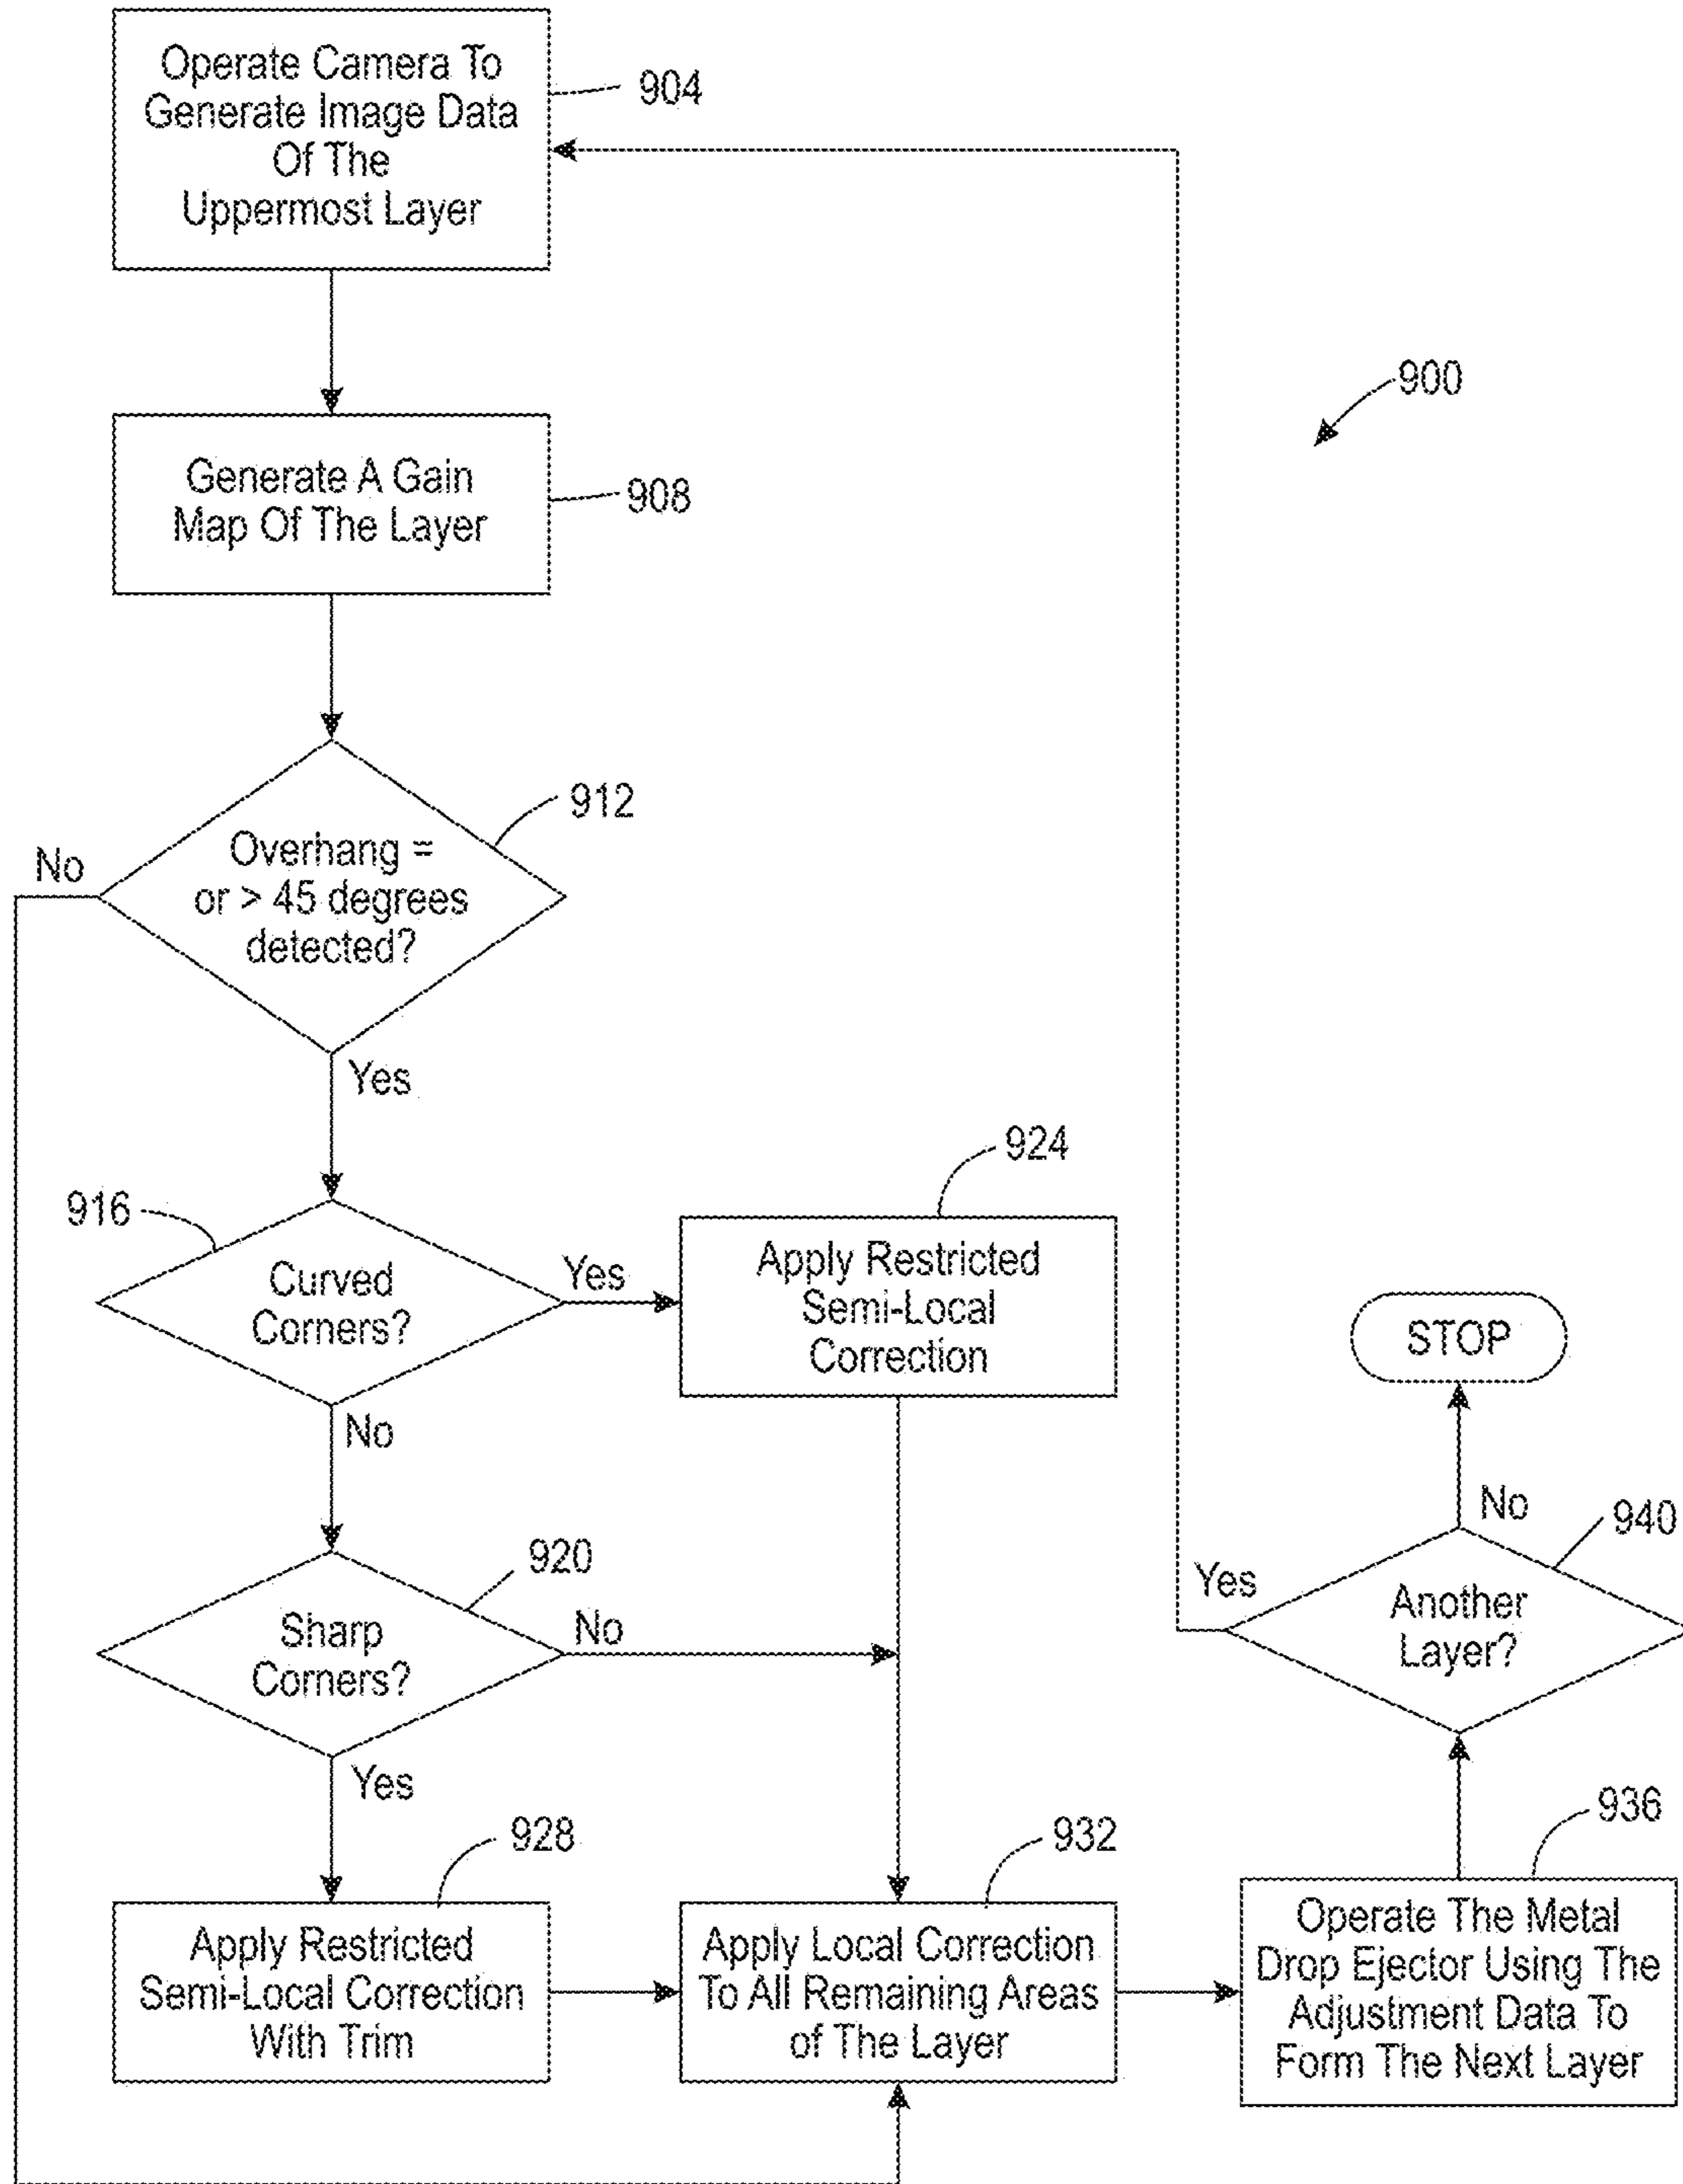 Operate Camera To
Generate Image Data
Of The
Uppermost Layer
904
900
Generate A Gain
Map Of The Layer
908
912
No
Overhang =
or > 45 degrees
detected?
Yes
924
916
Curved
Corners?
Yes
Apply Restricted
Semi-Local
Correction
STOP
No
No
940
920
Yes
Another
Layer?
Sharp
Corners?
No
Yes
928
932
936
Apply Restricted
Semi-Local Correction
With Trim
Apply Local Correction
To All Remaining Areas
of The Layer
Operate The Metal
Drop Ejector Using The
Adjustment Data To
Form The Next Layer